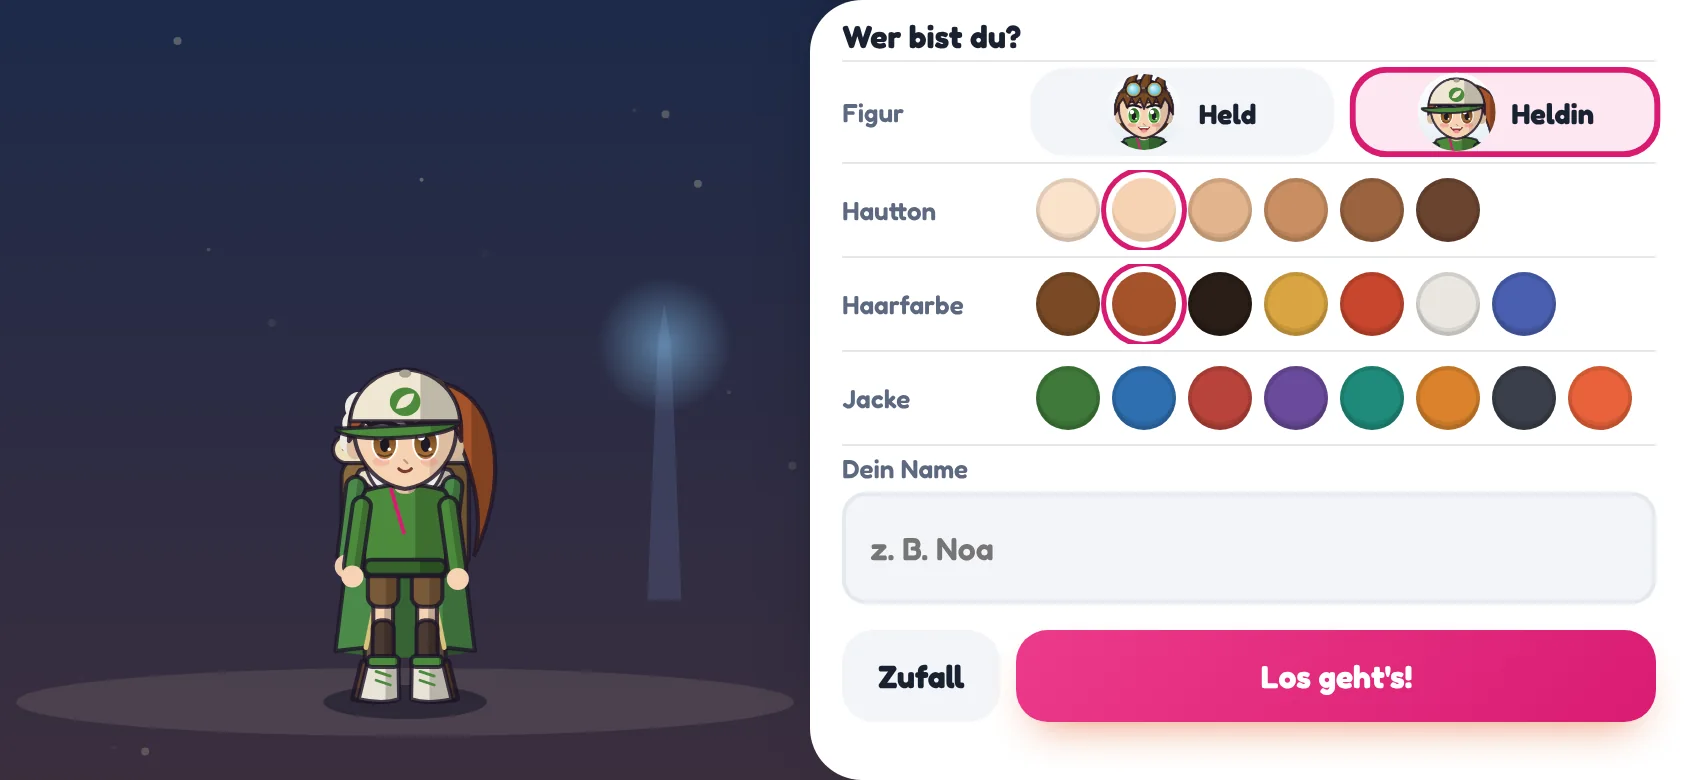 Wer bist du?
Figur
Held
Heldin
Hautton
Haarfarbe
Jacke
Dein Name
z. B. Noa
Zufall
Los geht's!